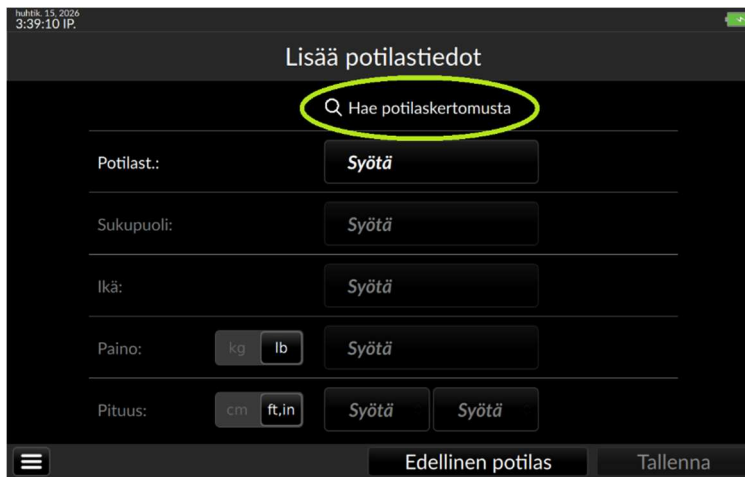 huhtik. 15, 2026
3:39:10 IP.
Lisää potilastiedot
Hae potilaskertomusta
Potilast.: Syötä
Sukupuoli: Syötä
Ikä: Syötä
Paino: kg lb Syötä
Pituus: cm ft,in Syötä Syötä
Edellinen potilas Tallenna